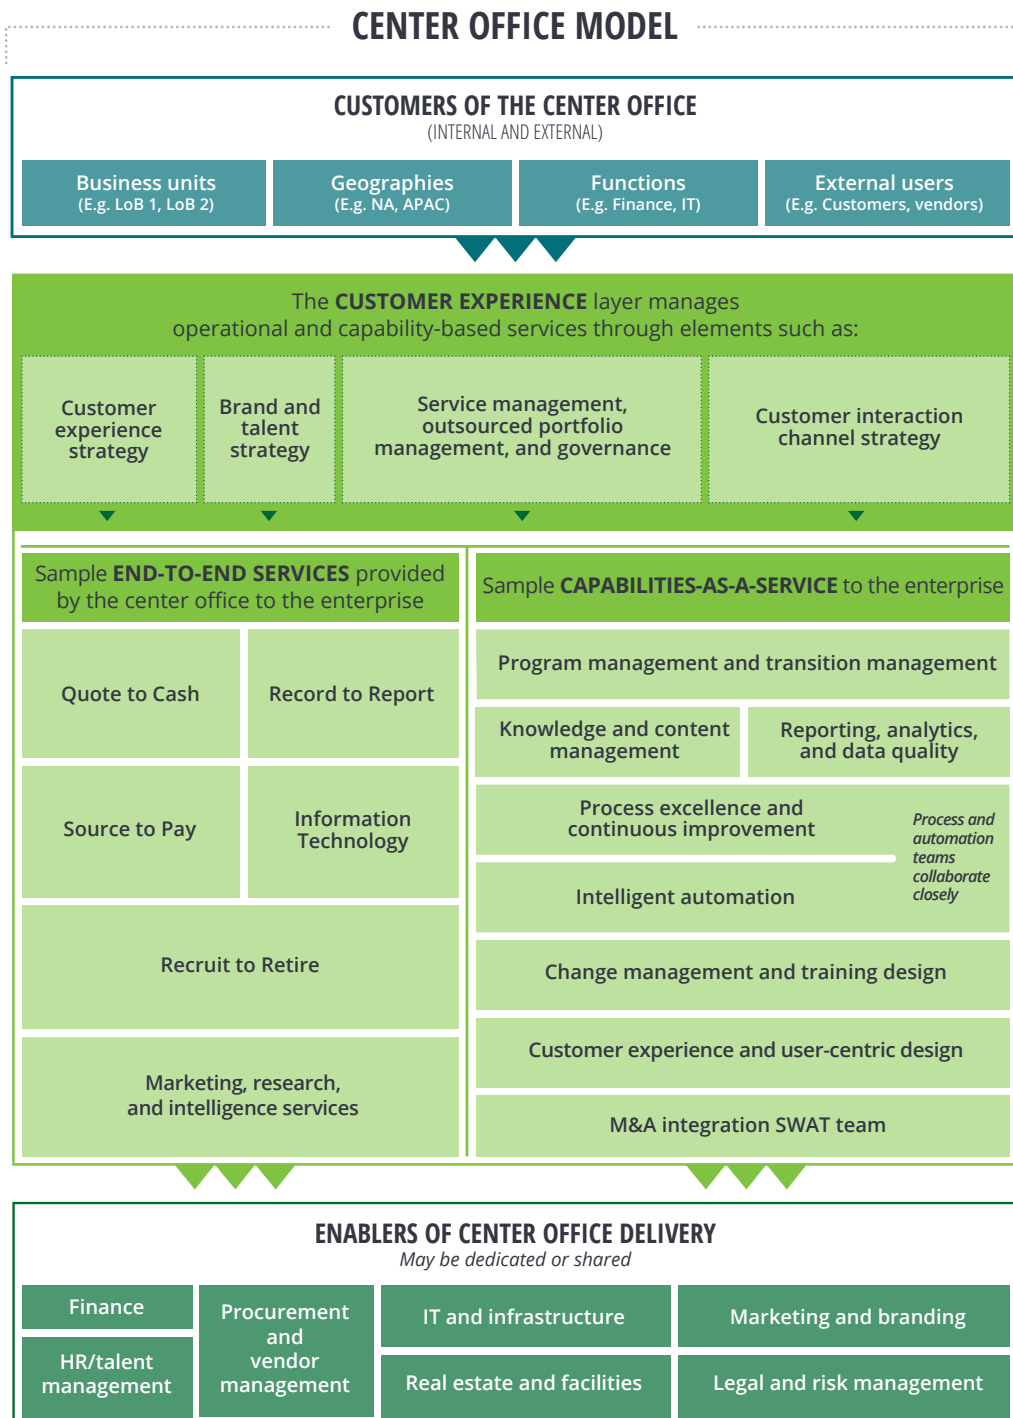 CENTER OFFICE MODEL
CUSTOMERS OF THE CENTER OFFICE
(INTERNAL AND EXTERNAL)
Business units
(E.g. LoB 1, LoB 2)
Geographies
(E.g. NA, APAC)
Functions
(E.g. Finance, IT)
External users
(E.g. Customers, vendors)
The CUSTOMER EXPERIENCE layer manages
operational and capability-based services through elements such as:
Customer
experience
strategy
Brand and
talent
strategy
Service management,
outsourced portfolio
management, and governance
Customer interaction
channel strategy
Sample END-TO-END SERVICES provided
by the center office to the enterprise
Quote to Cash
Record to Report
Source to Pay
Information
Technology
Recruit to Retire
Marketing, research,
and intelligence services
Sample CAPABILITIES-AS-A-SERVICE to the enterprise
Program management and transition management
Knowledge and content
management
Reporting, analytics,
and data quality
Process excellence and
continuous improvement
Intelligent automation
Process and
automation
teams
collaborate
closely
Change management and training design
Customer experience and user-centric design
M&A integration SWAT team
ENABLERS OF CENTER OFFICE DELIVERY
May be dedicated or shared
Finance
HR/talent
management
Procurement
and
vendor
management
IT and infrastructure
Real estate and facilities
Marketing and branding
Legal and risk management